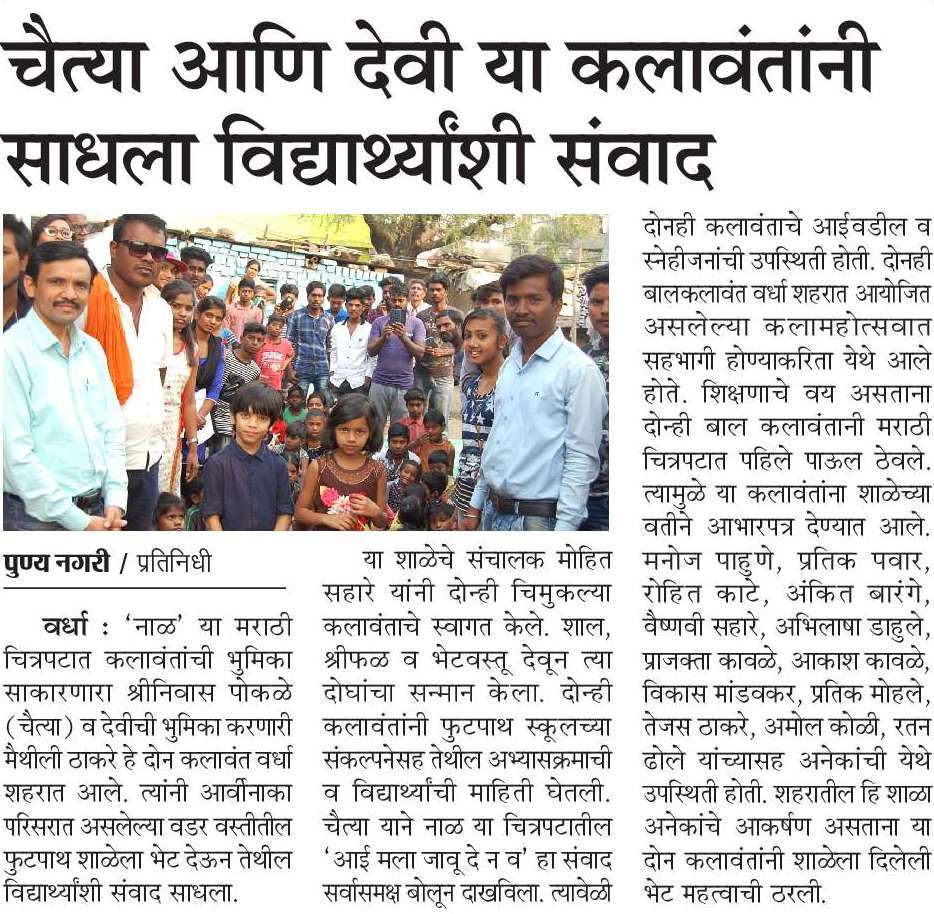 चैत्या आणि देवी या कलावंतांनी
साधला विद्यार्थ्यांशी संवाद
पुण्य नगरी / प्रतिनिधी
वर्धा : ‘नाळ’ या मराठी
चित्रपटात कलावंतांची भुमिका
साकारणारा श्रीनिवास पोकळे
(चैत्या) व देवीची भुमिका करणारी
मैथीली ठाकरे हे दोन कलावंत वर्धा
शहरात आले. त्यांनी आर्वीनाका
परिसरात असलेल्या वडर वस्तीतील
फुटपाथ शाळेला भेट देऊन तेथील
विद्यार्थ्यांशी संवाद साधला.
या शाळेचे संचालक मोहित
सहारे यांनी दोन्ही चिमुकल्या
कलावंताचे स्वागत केले. शाल,
श्रीफळ व भेटवस्तू देवून त्या
दोघांचा सन्मान केला. दोन्ही
कलावंतांनी फुटपाथ स्कूलच्या
संकल्पनेसह तेथील अभ्यासक्रमाची
व विद्यार्थ्यांची माहिती घेतली.
चैत्या याने नाळ या चित्रपटातील
‘आई मला जावू दे न व’ हा संवाद
सर्वासमक्ष बोलून दाखविला. त्यावेळी
दोनही कलावंताचे आईवडील व
स्नेहीजनांची उपस्थिती होती. दोनही
बालकलावंत वर्धा शहरात आयोजित
असलेल्या कलामहोत्सवात
सहभागी होण्याकरिता येथे आले
होते. शिक्षणाचे वय असताना
दोन्ही बाल कलावंतानी मराठी
चित्रपटात पहिले पाऊल ठेवले.
त्यामुळे या कलावंतांना शाळेच्या
वतीने आभारपत्र देण्यात आले.
मनोज पाहुणे, प्रतिक पवार,
रोहित काटे, अंकित बारंगे,
वैष्णवी सहारे, अभिलाषा डाहुले,
प्राजक्ता कावळे, आकाश कावळे,
विकास मांडवकर, प्रतिक मोहले,
तेजस ठाकरे, अमोल कोळी, रतन
ढोले यांच्यासह अनेकांची येथे
उपस्थिती होती. शहरातील हि शाळा
अनेकांचे आकर्षण असताना या
दोन कलावंतांनी शाळेला दिलेली
भेट महत्वाची ठरली.